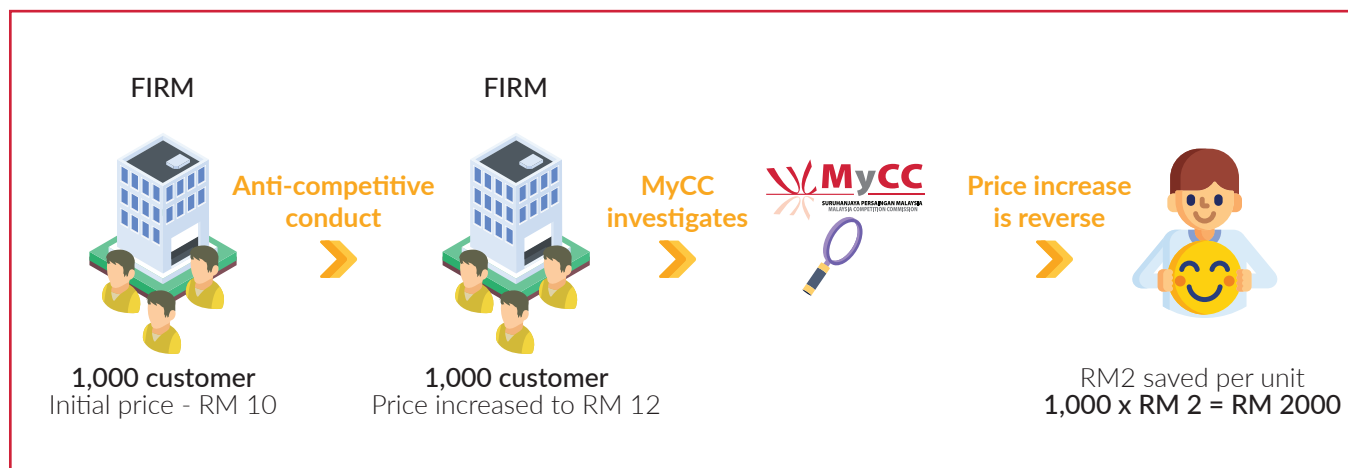 FIRM
1,000 customer
Initial price - RM 10
Anti-competitive
conduct
FIRM
1,000 customer
Price increased to RM 12
MyCC
investigates
MyCC
SURUHANJAYA PERSAINGAN MALAYSIA
MALAYSIA COMPETITION COMMISSION
Price increase
is reverse
RM2 saved per unit
1,000 x RM 2 = RM 2000